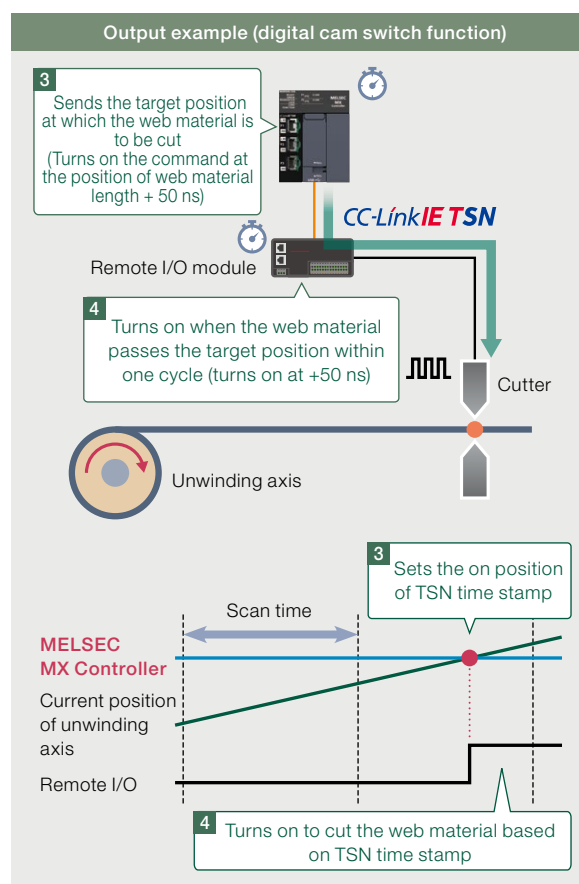 Output example (digital cam switch function)
3
Sends the target position
at which the web material is
to be cut
(Turns on the command at
the position of web material
length + 50 ns)
MELSEC
MX
CC-Link IE TSN
Remote I/O module
4
Turns on when the web material
passes the target position within
one cycle (turns on at +50 ns)
Cutter
Unwinding axis
3
Sets the on position
of TSN time stamp
Scan time
MELSEC
MX Controller
Current position
of unwinding
axis
Remote I/O
4
Turns on to cut the web material based
on TSN time stamp